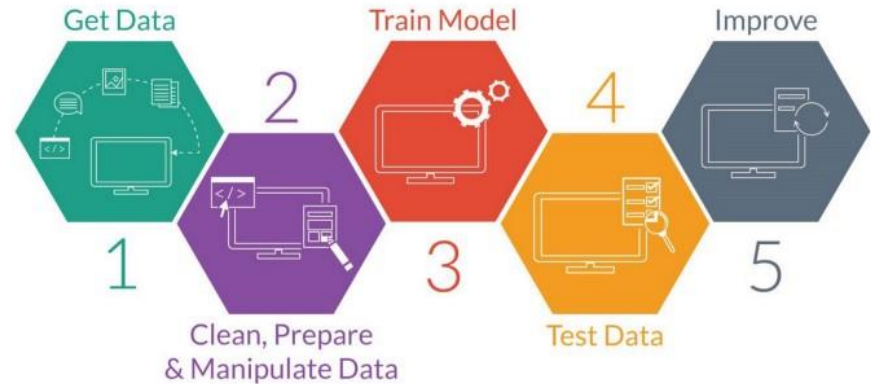 Get Data
1
2
Clean, Prepare
& Manipulate Data
Train Model
3
4
Test Data
Improve
5
</>
</>